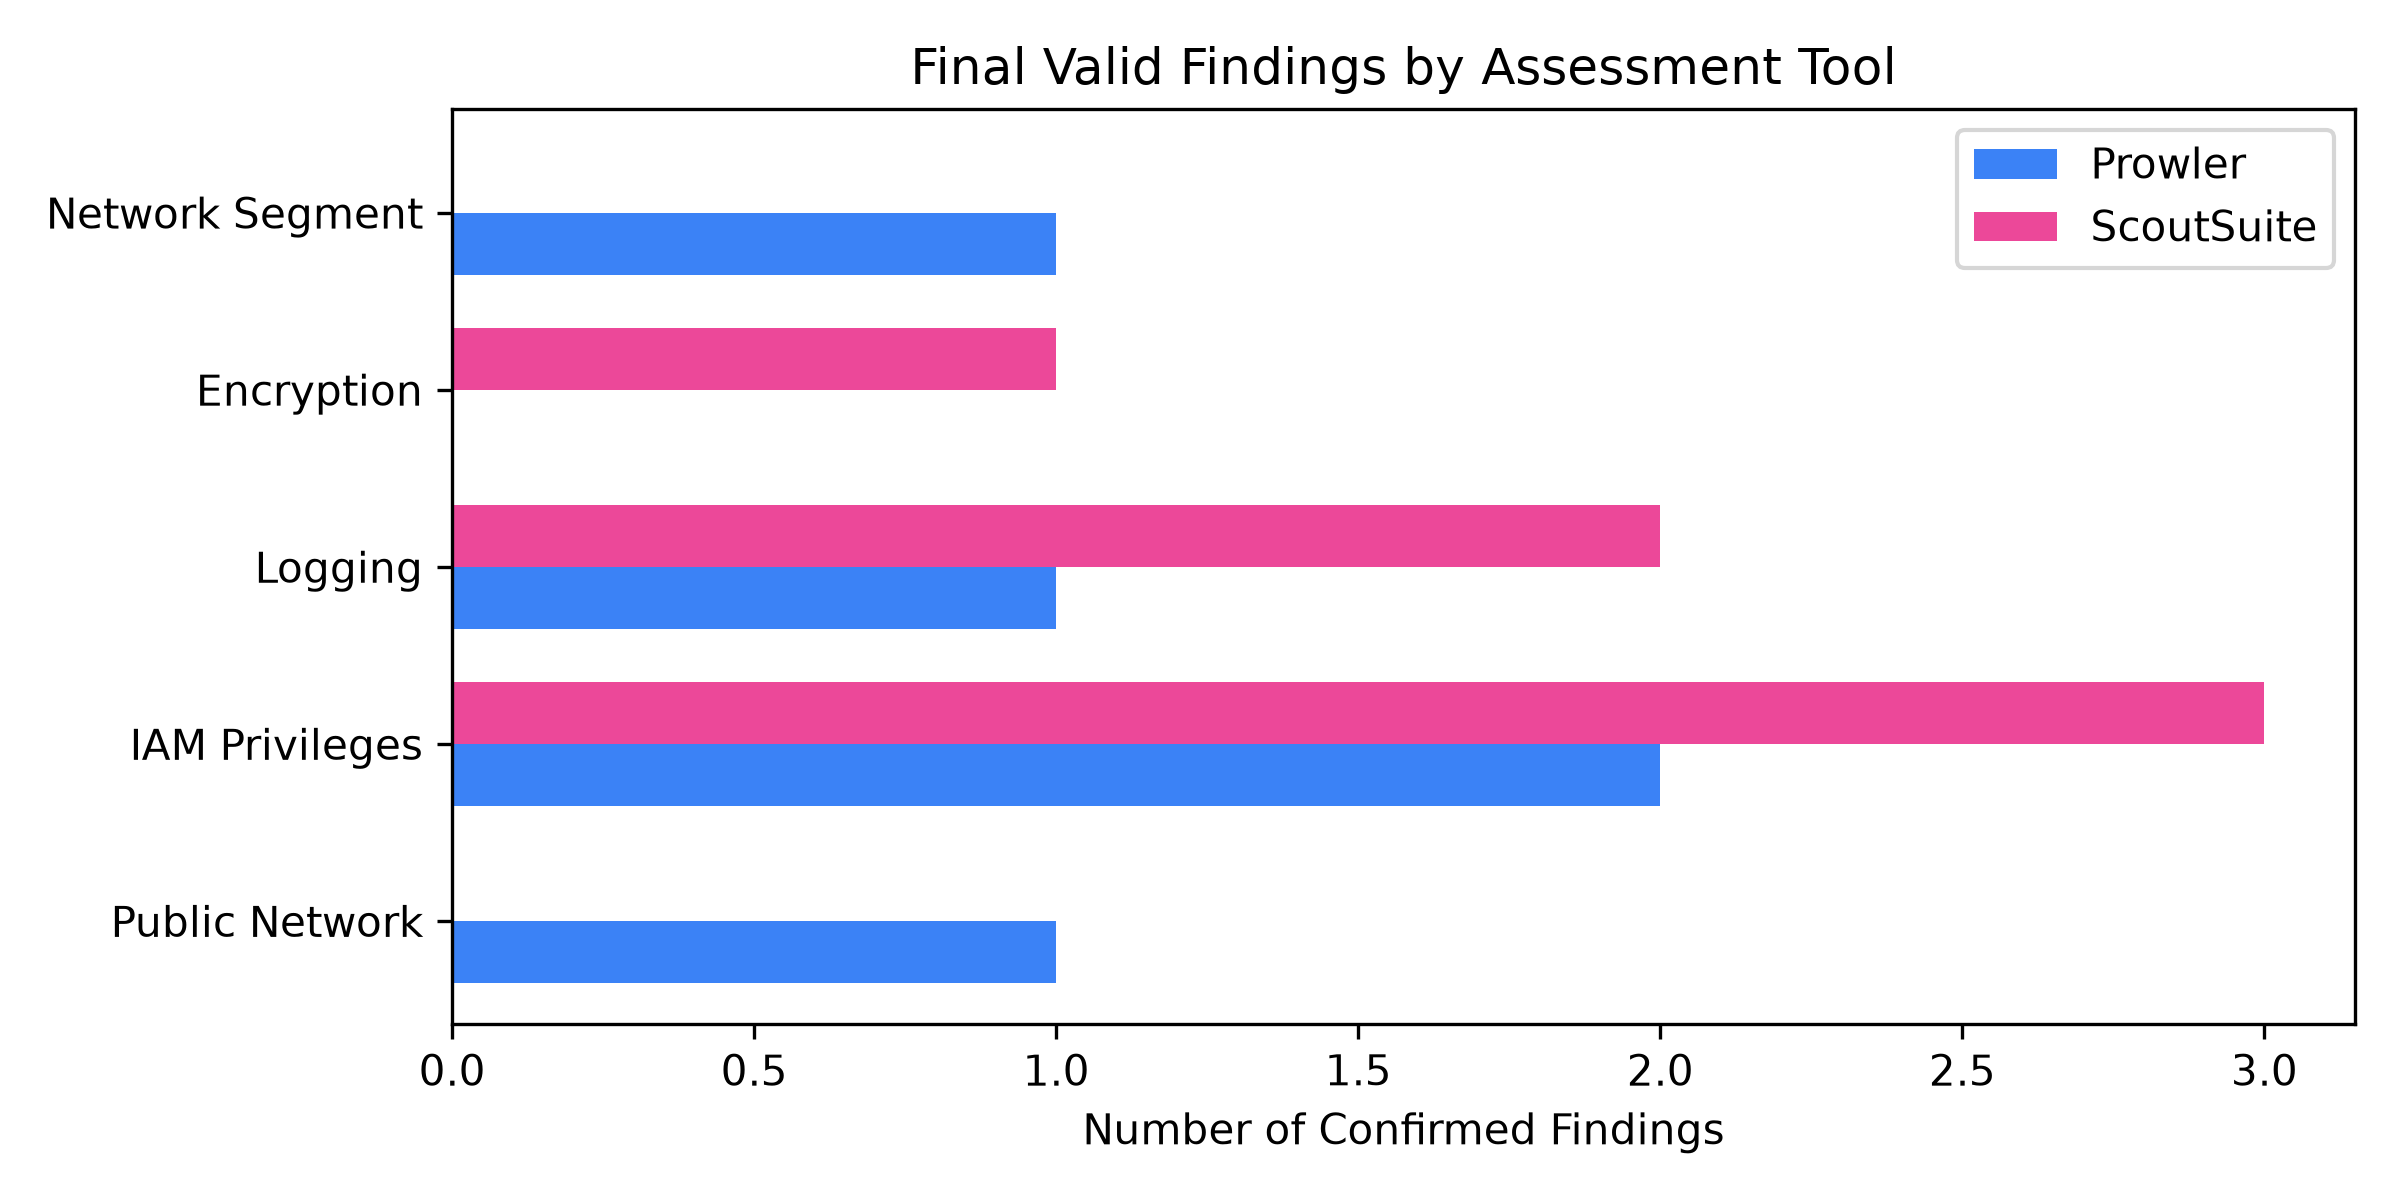 Final Valid Findings by Assessment Tool
Prowler
ScoutSuite
Network Segment
Encryption
Logging
IAM Privileges
Public Network
0.0 0.5 1.0 1.5 2.0 2.5 3.0
Number of Confirmed Findings